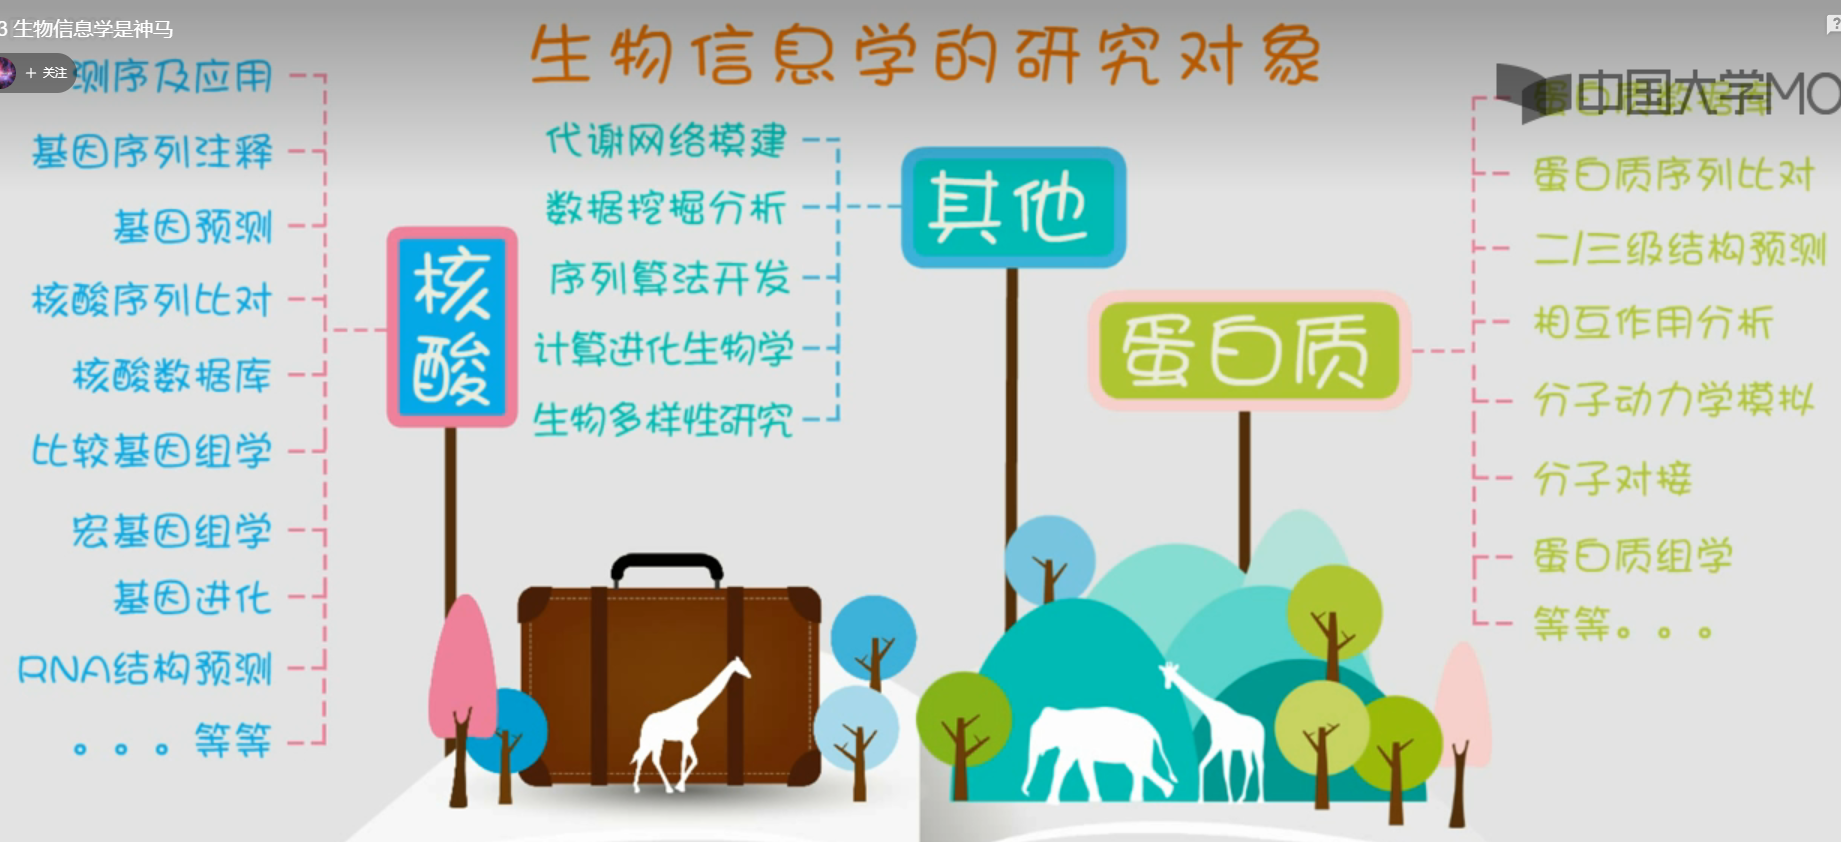 3 生物信息学是神马
+ 关注
生物信息学的研究对象
测序及应用
基因序列注释
基因预测
核酸序列比对
核酸数据库
比较基因组学
宏基因组学
基因进化
RNA结构预测
。。。等等
核酸
代谢网络模建
数据挖掘分析
序列算法开发
计算进化生物学
生物多样性研究
其他
蛋白质
中国大学MO
蛋白质数据库
蛋白质序列比对
二/三级结构预测
相互作用分析
分子动力学模拟
分子对接
蛋白质组学
等等。。。